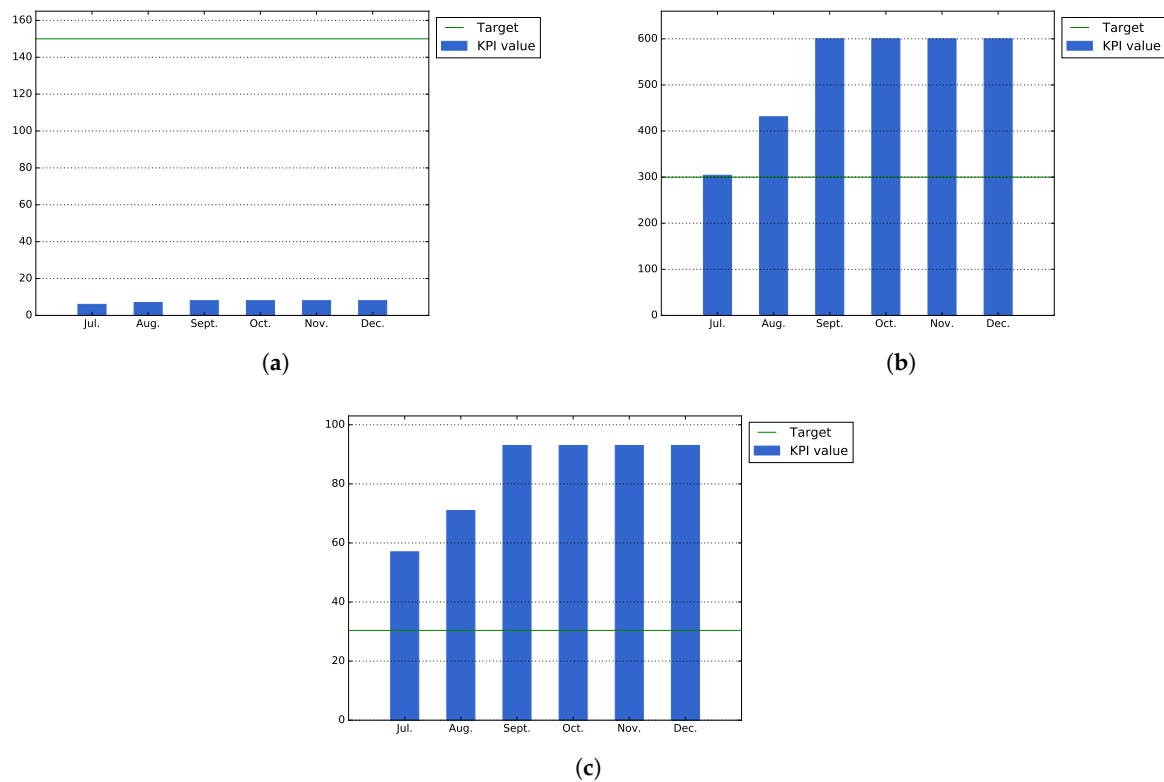 160
140
120
100
80
60
40
20
0
Jul. Aug. Sept. Oct. Nov. Dec.
Target
KPI value
(a)
600
500
400
300
200
100
0
Jul. Aug. Sept. Oct. Nov. Dec.
Target
KPI value
(b)
100
80
60
40
20
0
Jul. Aug. Sept. Oct. Nov. Dec.
Target
KPI value
(c)